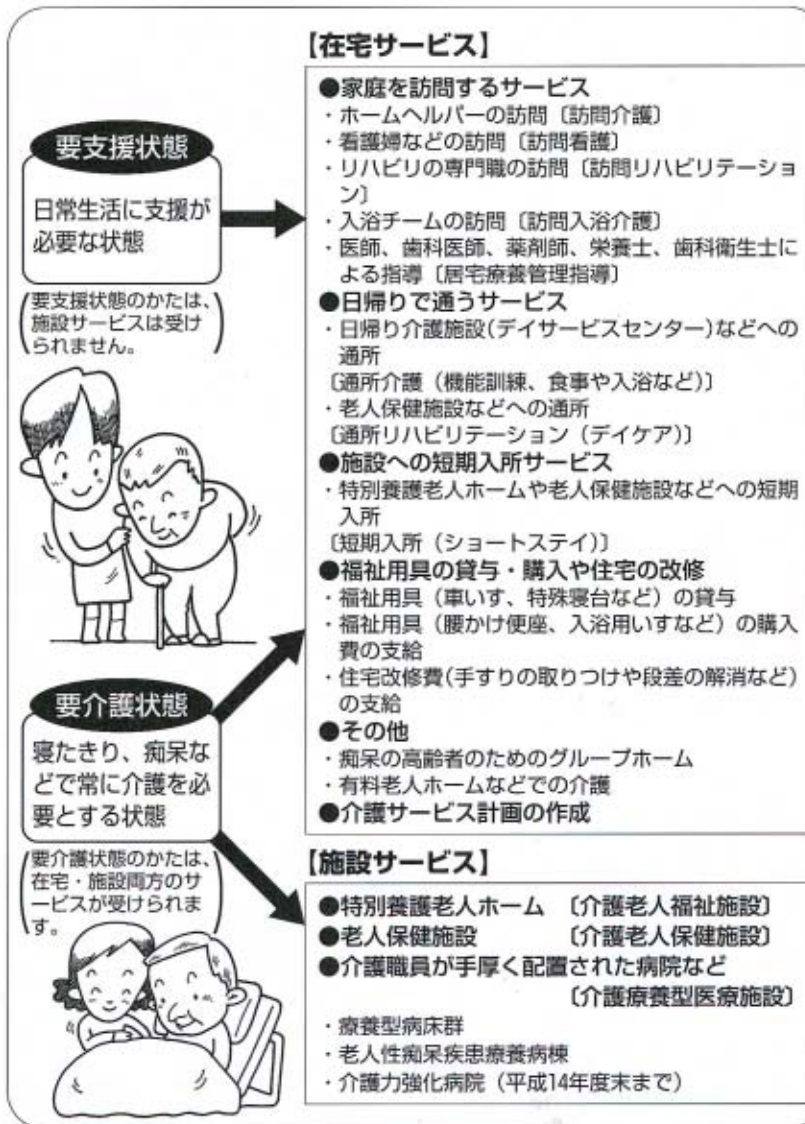 要支援状態
日常生活に支援が
必要な状態
(要支援状態のかたは、
施設サービスは受け
られません。)
要介護状態
寝たきり、痴呆な
どで常に介護を必
要とする状態
(要介護状態のかたは、
在宅・施設両方のサ
ービスが受けられま
す。)
【在宅サービス】
●家庭を訪問するサービス
・ホームヘルパーの訪問〔訪問介護〕
・看護婦などの訪問〔訪問看護〕
・リハビリの専門職の訪問〔訪問リハビリテーショ
ン〕
・入浴チームの訪問〔訪問入浴介護〕
・医師、歯科医師、薬剤師、栄養士、歯科衛生士に
よる指導〔居宅療養管理指導〕
●日帰りで通うサービス
・日帰り介護施設(デイサービスセンター)などへの
通所
〔通所介護（機能訓練、食事や入浴など）〕
・老人保健施設などへの通所
〔通所リハビリテーション（デイケア）〕
●施設への短期入所サービス
・特別養護老人ホームや老人保健施設などへの短期
入所
〔短期入所（ショートステイ）〕
●福祉用具の貸与・購入や住宅の改修
・福祉用具（車いす、特殊寝台など）の貸与
・福祉用具（腰かけ便座、入浴用いすなど）の購入
費の支給
・住宅改修費(手すりの取りつけや段差の解消など)
の支給
●その他
・痴呆の高齢者のためのグループホーム
・有料老人ホームなどでの介護
●介護サービス計画の作成
【施設サービス】
●特別養護老人ホーム 〔介護老人福祉施設〕
●老人保健施設 〔介護老人保健施設〕
●介護職員が手厚く配置された病院など
〔介護療養型医療施設〕
・療養型病床群
・老人性痴呆疾患療養病棟
・介護力強化病院（平成14年度末まで）